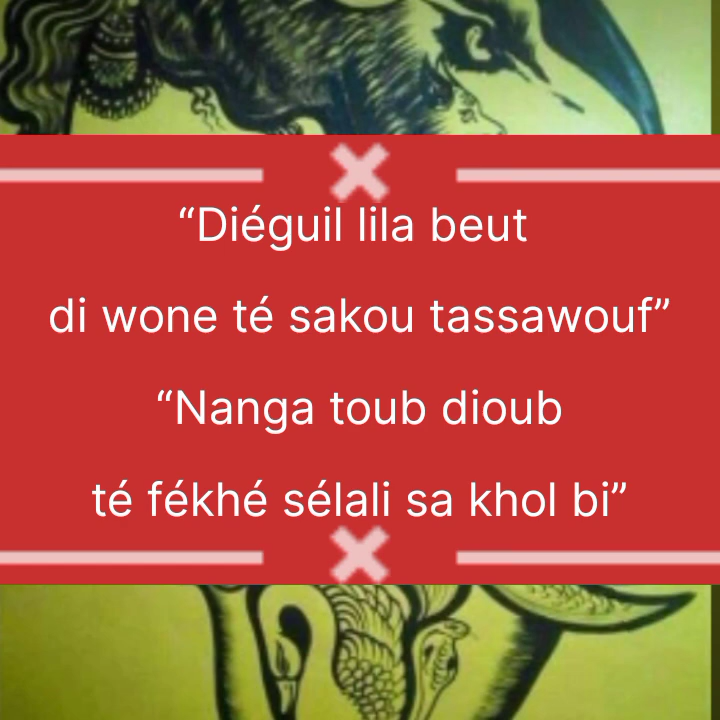 “Diéguil lila beut
di wone té sakou tassawouf”
“Nanga toub dioub
té fékhé sélali sa khol bi”